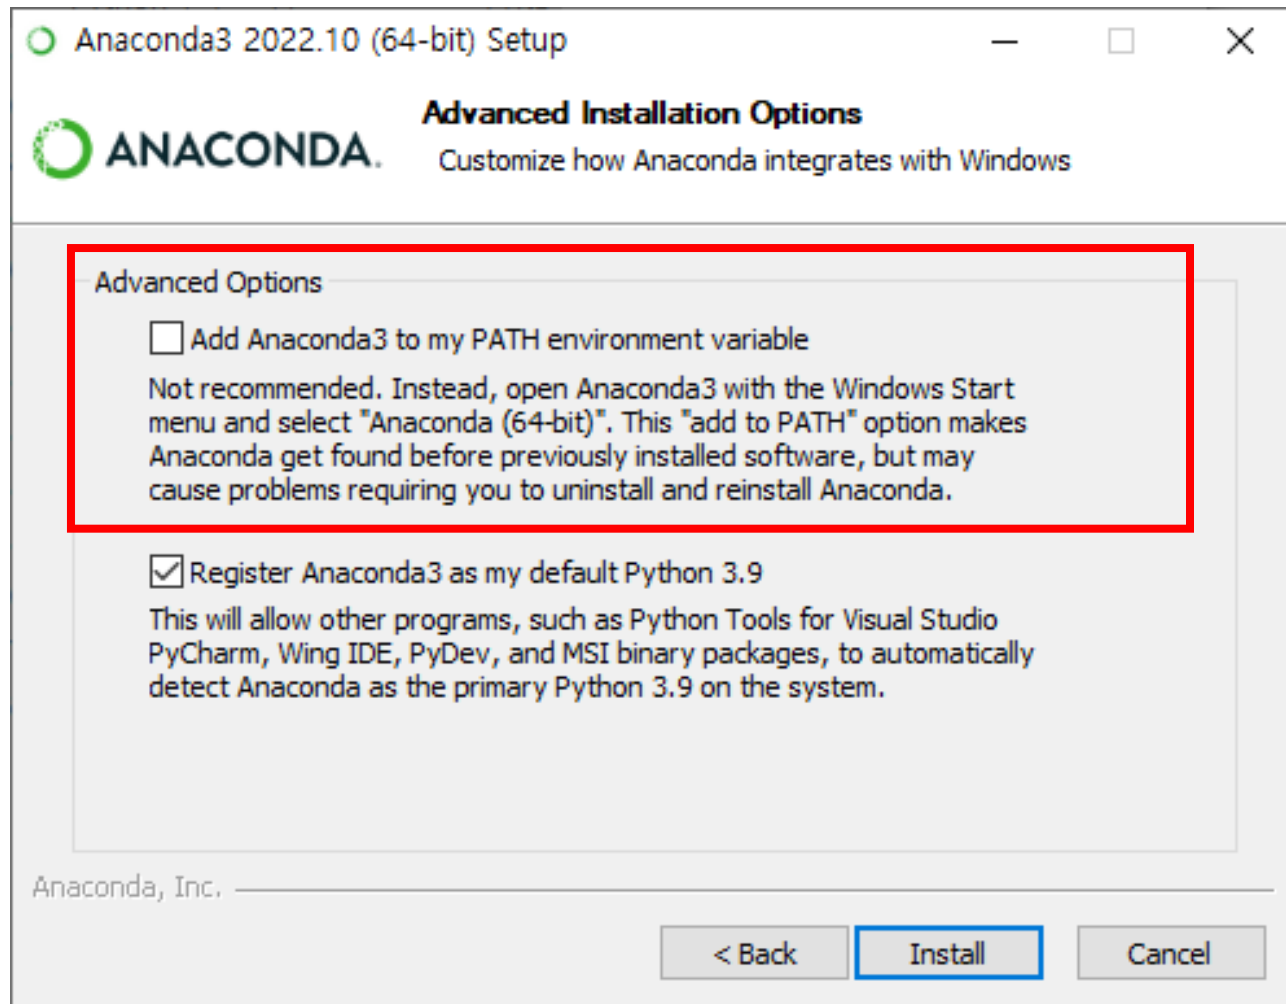 Anaconda3 2022.10 (64-bit) Setup
ANACONDA.
Advanced Installation Options
Customize how Anaconda integrates with Windows
Advanced Options
Add Anaconda3 to my PATH environment variable
Not recommended. Instead, open Anaconda3 with the Windows Start
menu and select "Anaconda (64-bit)". This "add to PATH" option makes
Anaconda get found before previously installed software, but may
cause problems requiring you to uninstall and reinstall Anaconda.
Register Anaconda3 as my default Python 3.9
This will allow other programs, such as Python Tools for Visual Studio
PyCharm, Wing IDE, PyDev, and MSI binary packages, to automatically
detect Anaconda as the primary Python 3.9 on the system.
Anaconda, Inc.
< Back
Install
Cancel